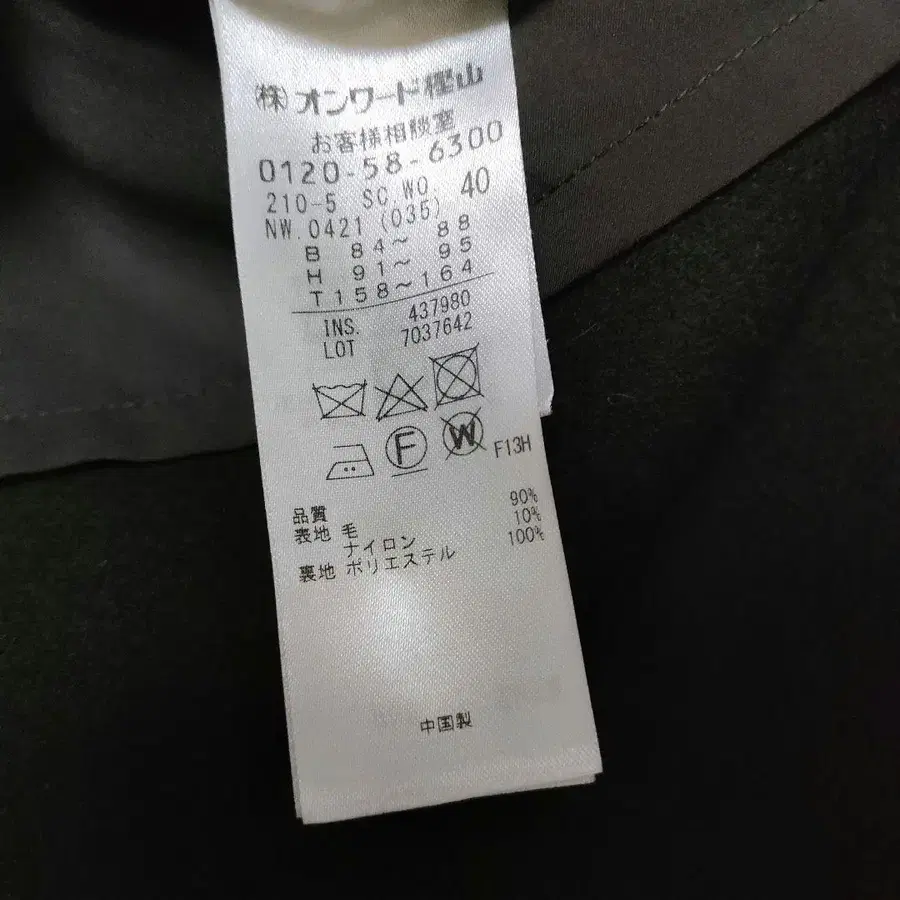 (株)オンワード樫山
お客様相談室
0120-58-6300
210-5 SC.WO. 40
NW.0421 (035)
B 84~ 88
H 91~ 95
T 158~164
INS. 437980
LOT 7037642
F W F13H
品質
表地 毛 90%
ナイロン 10%
裏地 ポリエステル 100%
中国製